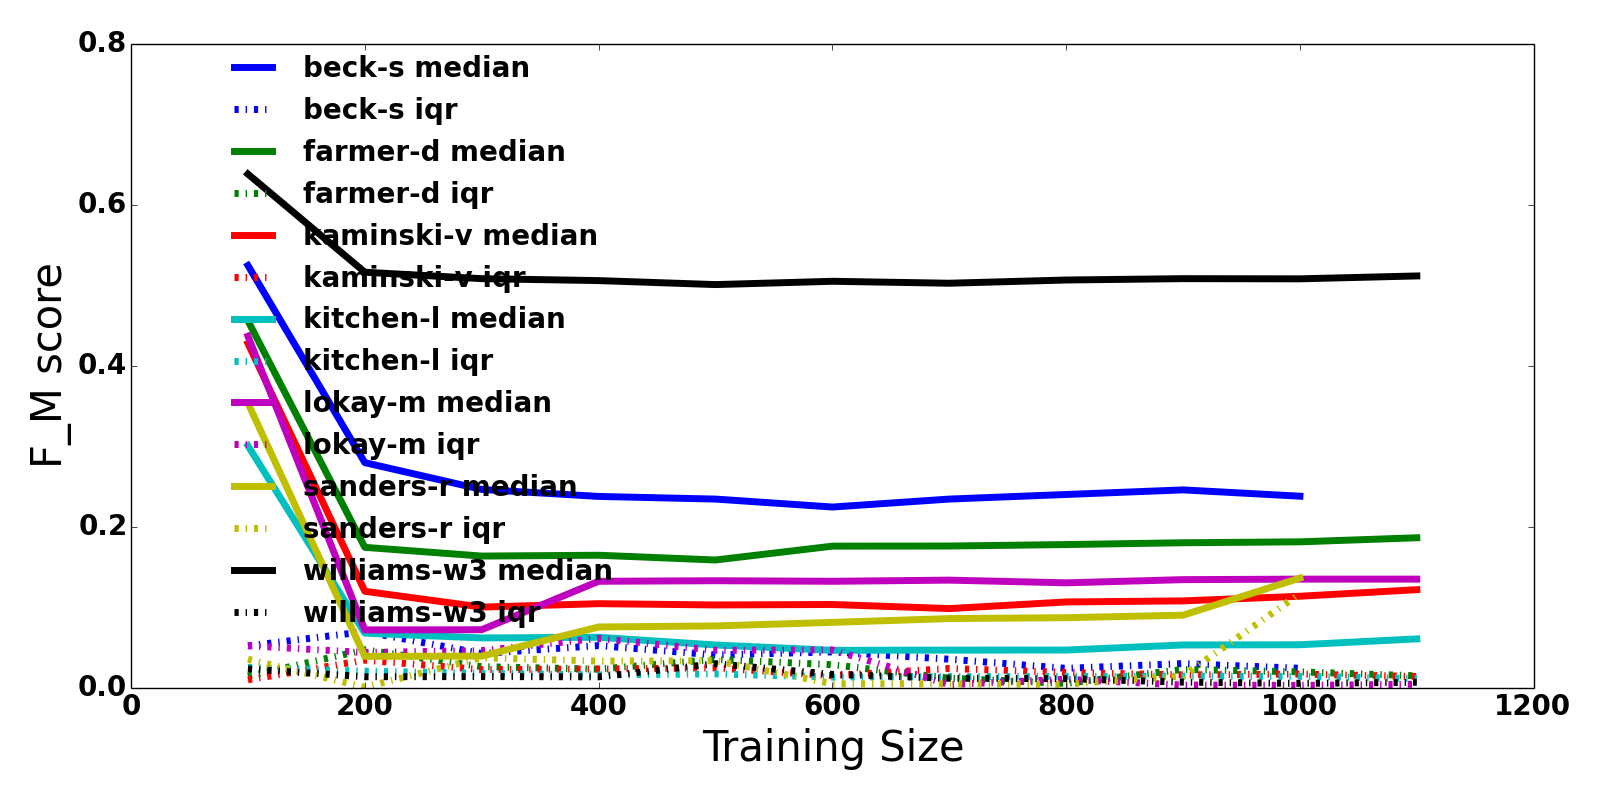 0.8
0.6
0.4
0.2
0.0
F_M score
beck-s median
beck-s iqr
farmer-d median
farmer-d iqr
kaminski-v median
kaminski-v iqr
kitchen-l median
kitchen-l iqr
lokay-m median
lokay-m iqr
sanders-r median
sanders-r iqr
williams-w3 median
williams-w3 iqr
0 200 400 600 800 1000 1200
Training Size